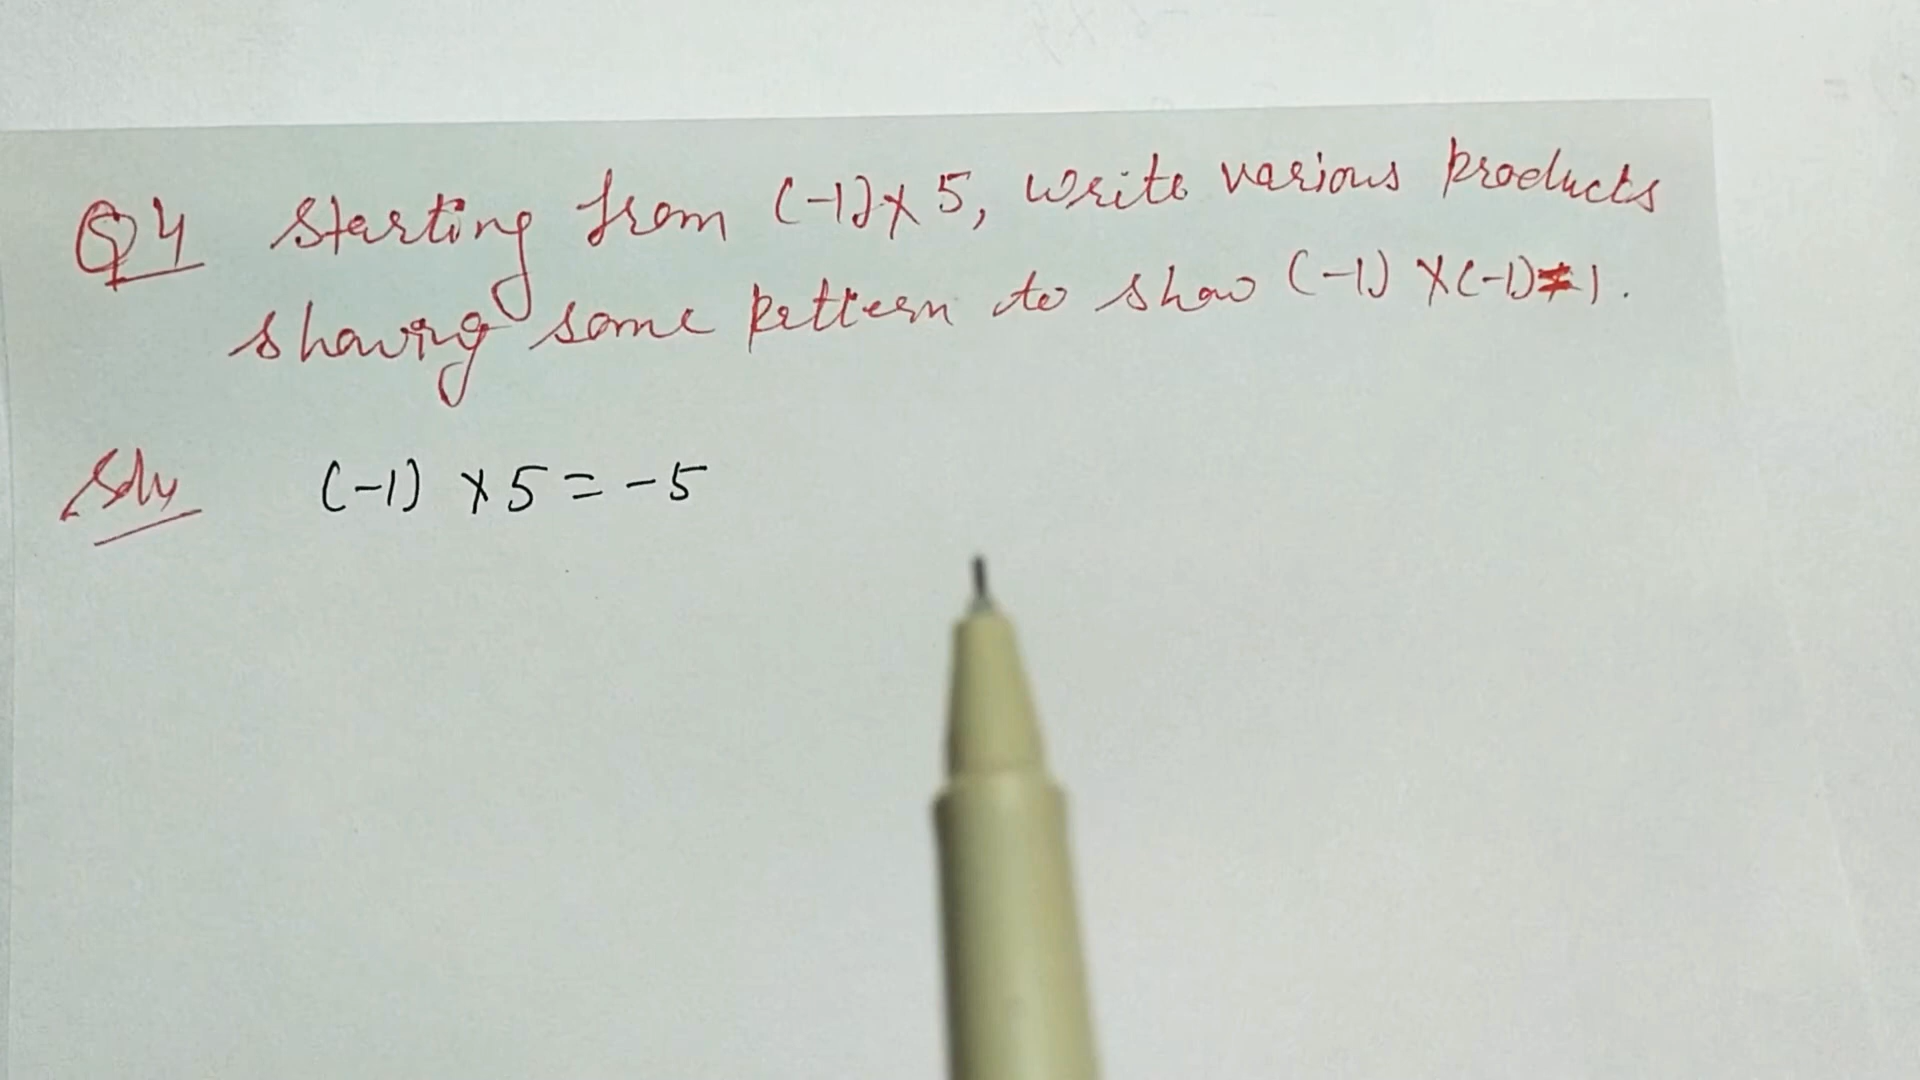 Q4 Starting from (-1) × 5, write various products
showing some pattern to show (-1) × (-1) = 1.
Soln (-1) × 5 = -5